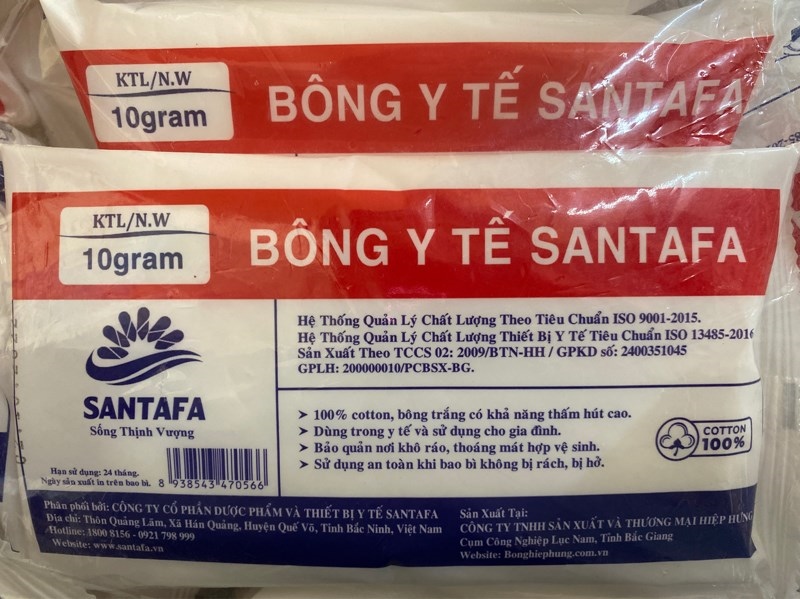 KTL/N.W
10gram
BÔNG Y TẾ SANTAFA
KTL/N.W
10gram
BÔNG Y TẾ SANTAFA
Hệ Thống Quản Lý Chất Lượng Theo Tiêu Chuẩn ISO 9001-2015.
Hệ Thống Quản Lý Chất Lượng Thiết Bị Y Tế Tiêu Chuẩn ISO 13485-2016
Sản Xuất Theo TCCS 02: 2009/BTN-HH / GPKD số: 2400351045
GPLH: 200000010/PCBSX-BG.
SANTAFA
Sống Thịnh Vượng
➤ 100% cotton, bông trắng có khả năng thấm hút cao.
➤ Dùng trong y tế và sử dụng cho gia đình.
➤ Bảo quản nơi khô ráo, thoáng mát hợp vệ sinh.
➤ Sử dụng an toàn khi bao bì không bị rách, bị hở.
COTTON
100%
Hạn sử dụng: 24 tháng.
Ngày sản xuất in trên bao bì.
8 938543 470566
Phân phối bởi: CÔNG TY CỔ PHẦN DƯỢC PHẨM VÀ THIẾT BỊ Y TẾ SANTAFA
Địa chỉ: Thôn Quảng Lãm, Xã Hán Quảng, Huyện Quế Võ, Tỉnh Bắc Ninh, Việt Nam
Hotline: 1800 8156 - 0921 798 999
Website: www.santafa.vn
Sản Xuất Tại:
CÔNG TY TNHH SẢN XUẤT VÀ THƯƠNG MẠI HIỆP HƯNG
Cụm Công Nghiệp Lục Nam, Tỉnh Bắc Giang
Website: Bonghiephung.com.vn